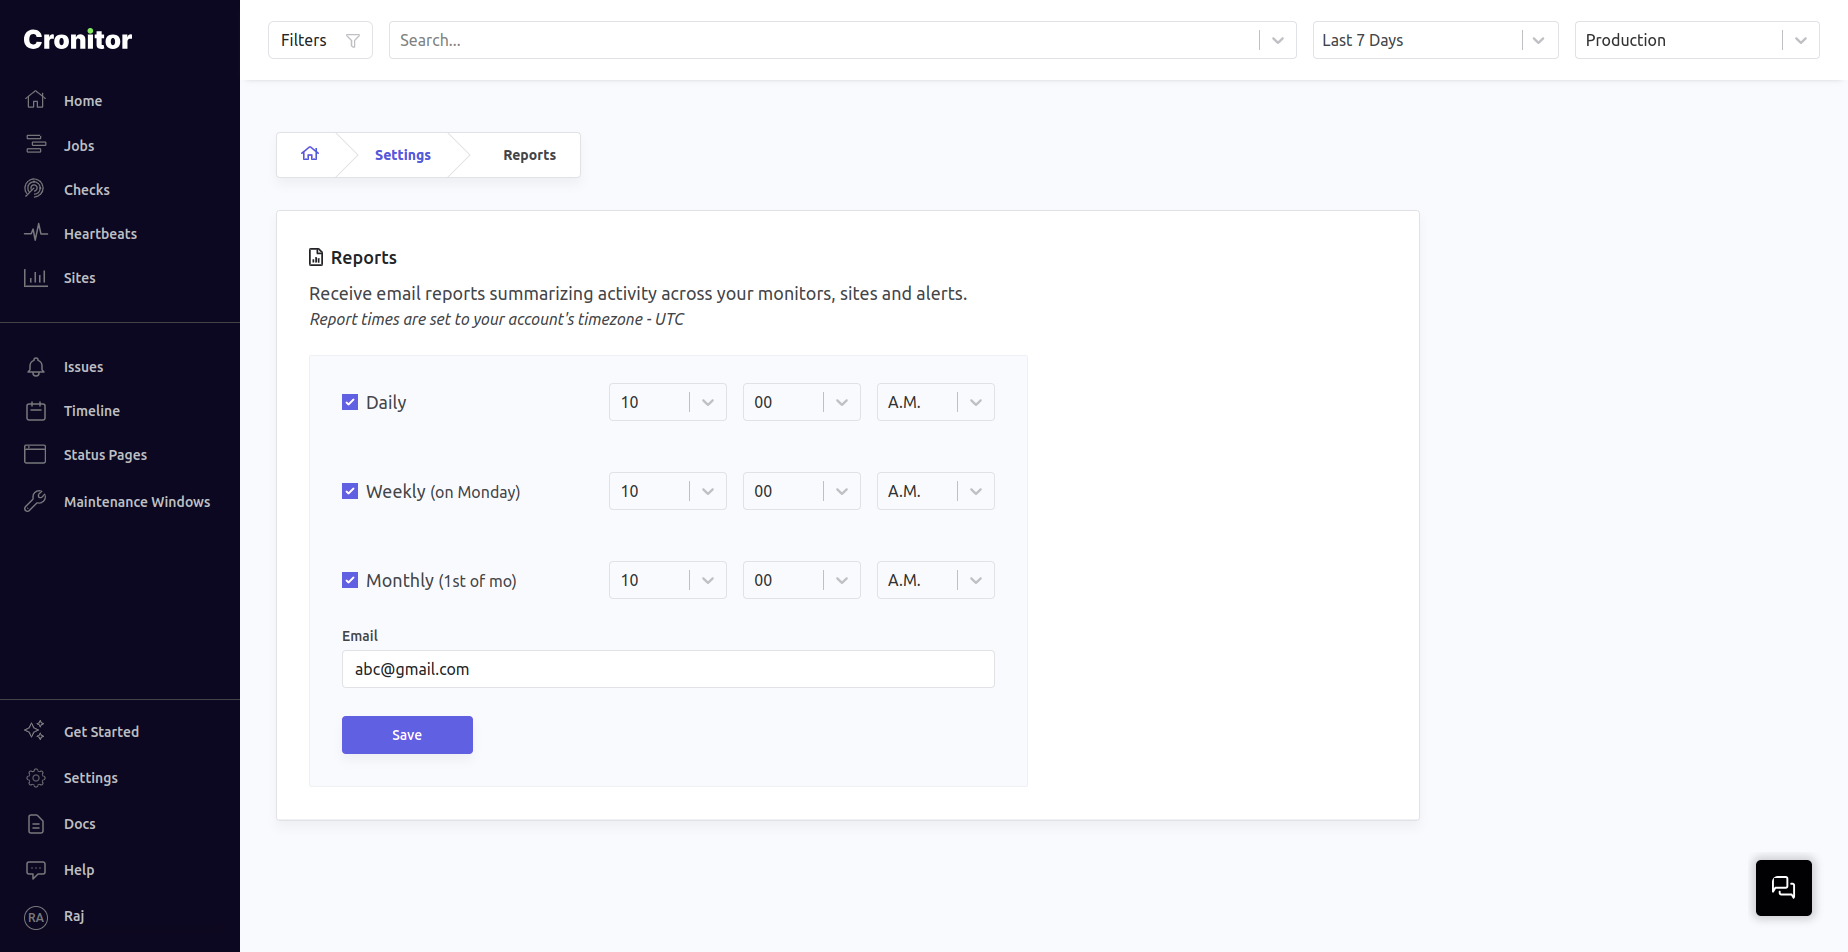 Cronitor
Home
Jobs
Checks
Heartbeats
Sites
Issues
Timeline
Status Pages
Maintenance Windows
Get Started
Settings
Docs
Help
RA Raj
Filters Search... Last 7 Days Production
Settings Reports
Reports
Receive email reports summarizing activity across your monitors, sites and alerts.
Report times are set to your account's timezone - UTC
Daily 10 00 A.M.
Weekly (on Monday) 10 00 A.M.
Monthly (1st of mo) 10 00 A.M.
Email
abc@gmail.com
Save